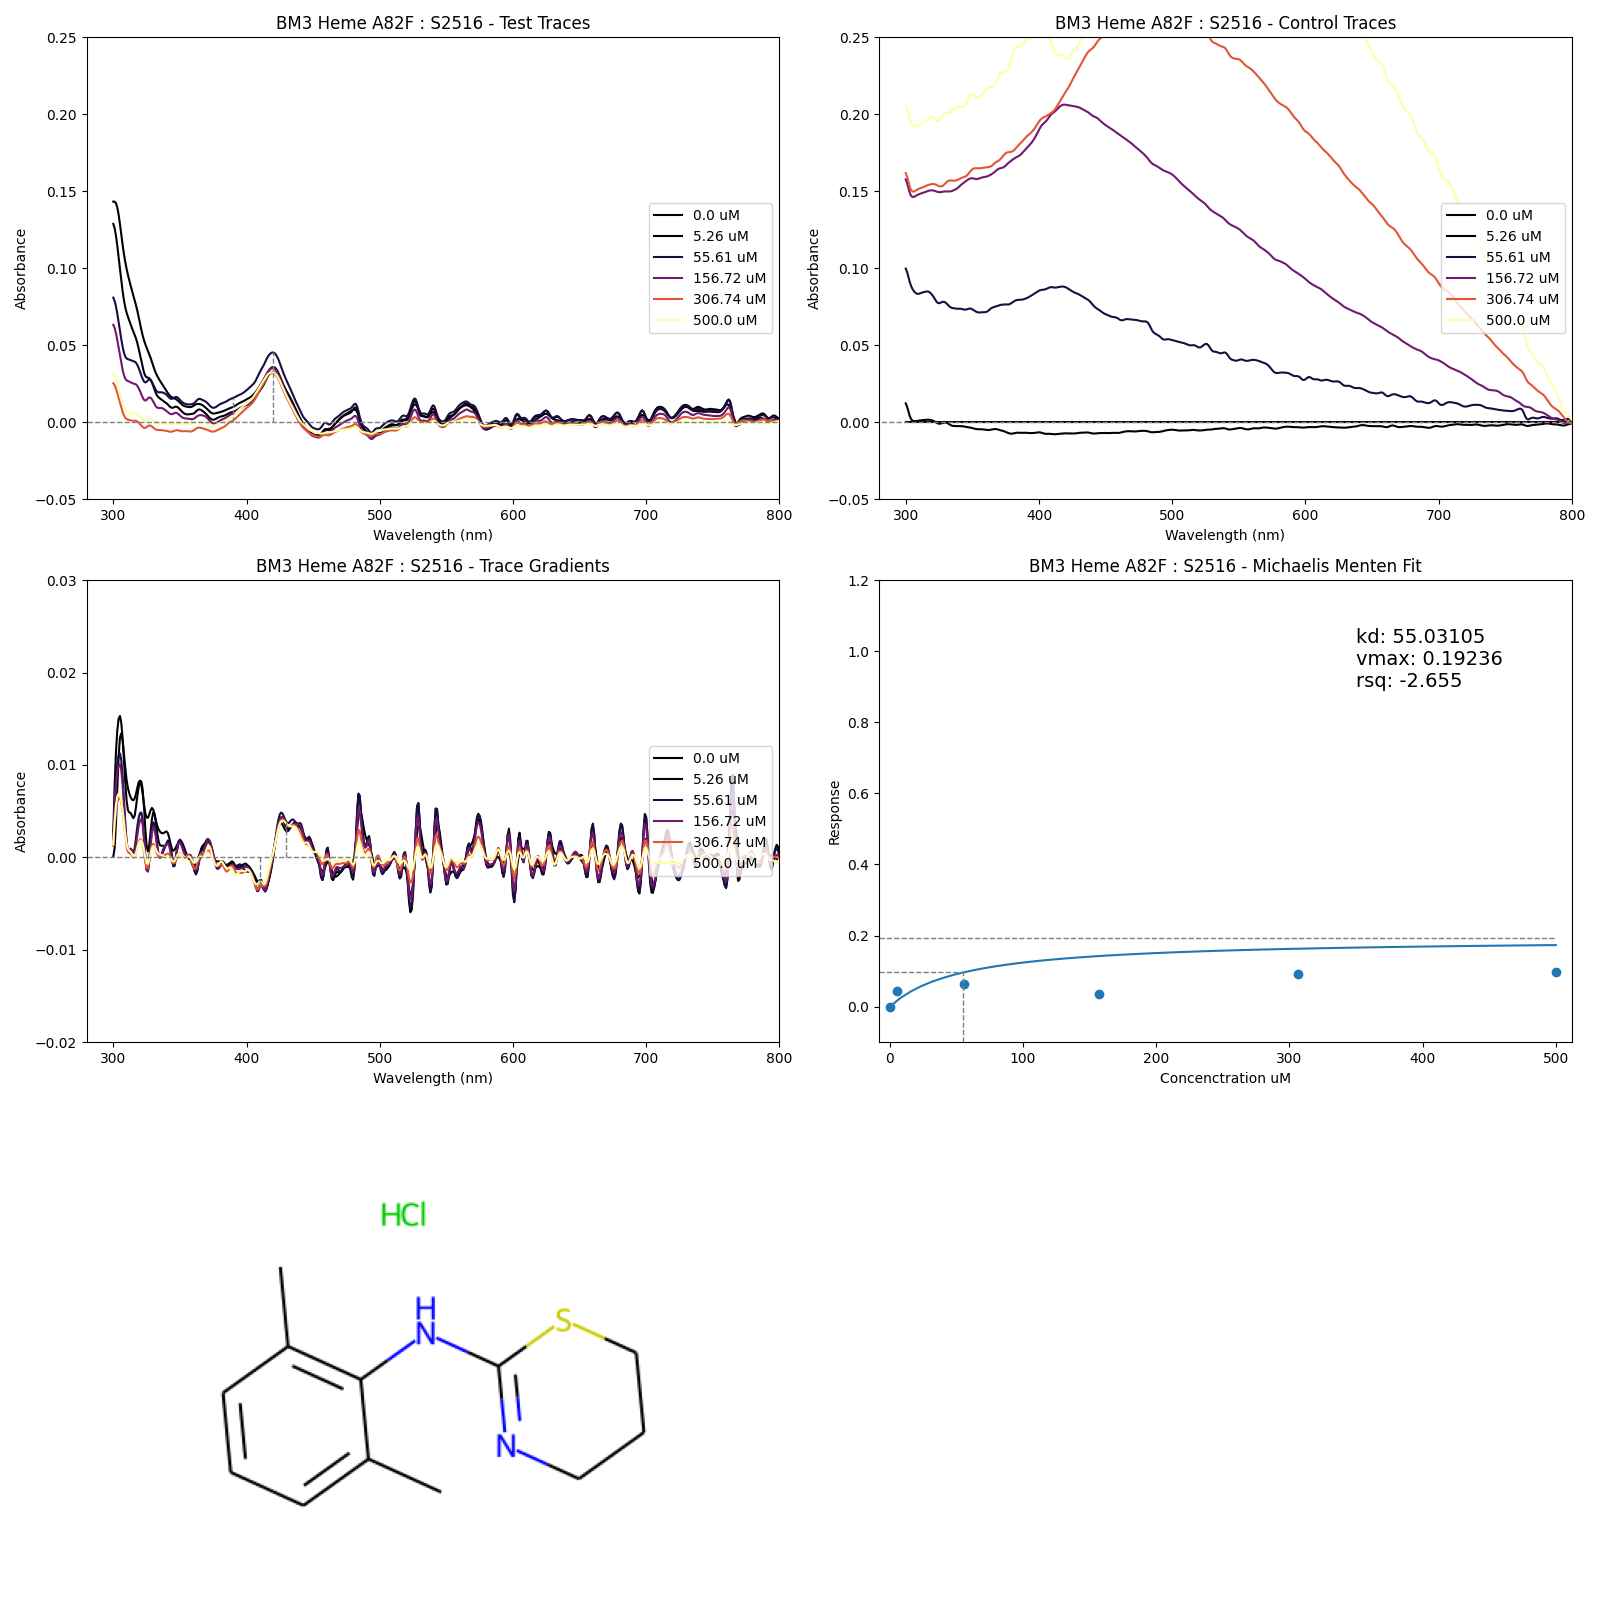 BM3 Heme A82F : S2516 - Test Traces
0.25
0.20
0.15
0.10
0.05
0.00
−0.05
Absorbance
300 400 500 600 700 800
Wavelength (nm)
0.0 uM
5.26 uM
55.61 uM
156.72 uM
306.74 uM
500.0 uM
BM3 Heme A82F : S2516 - Control Traces
0.25
0.20
0.15
0.10
0.05
0.00
−0.05
Absorbance
300 400 500 600 700 800
Wavelength (nm)
0.0 uM
5.26 uM
55.61 uM
156.72 uM
306.74 uM
500.0 uM
BM3 Heme A82F : S2516 - Trace Gradients
0.03
0.02
0.01
0.00
−0.01
−0.02
Absorbance
300 400 500 600 700 800
Wavelength (nm)
0.0 uM
5.26 uM
55.61 uM
156.72 uM
306.74 uM
500.0 uM
BM3 Heme A82F : S2516 - Michaelis Menten Fit
1.2
1.0
0.8
0.6
0.4
0.2
0.0
Response
0 100 200 300 400 500
Concenctration uM
kd: 55.03105
vmax: 0.19236
rsq: -2.655
HCl
H
N
S
N